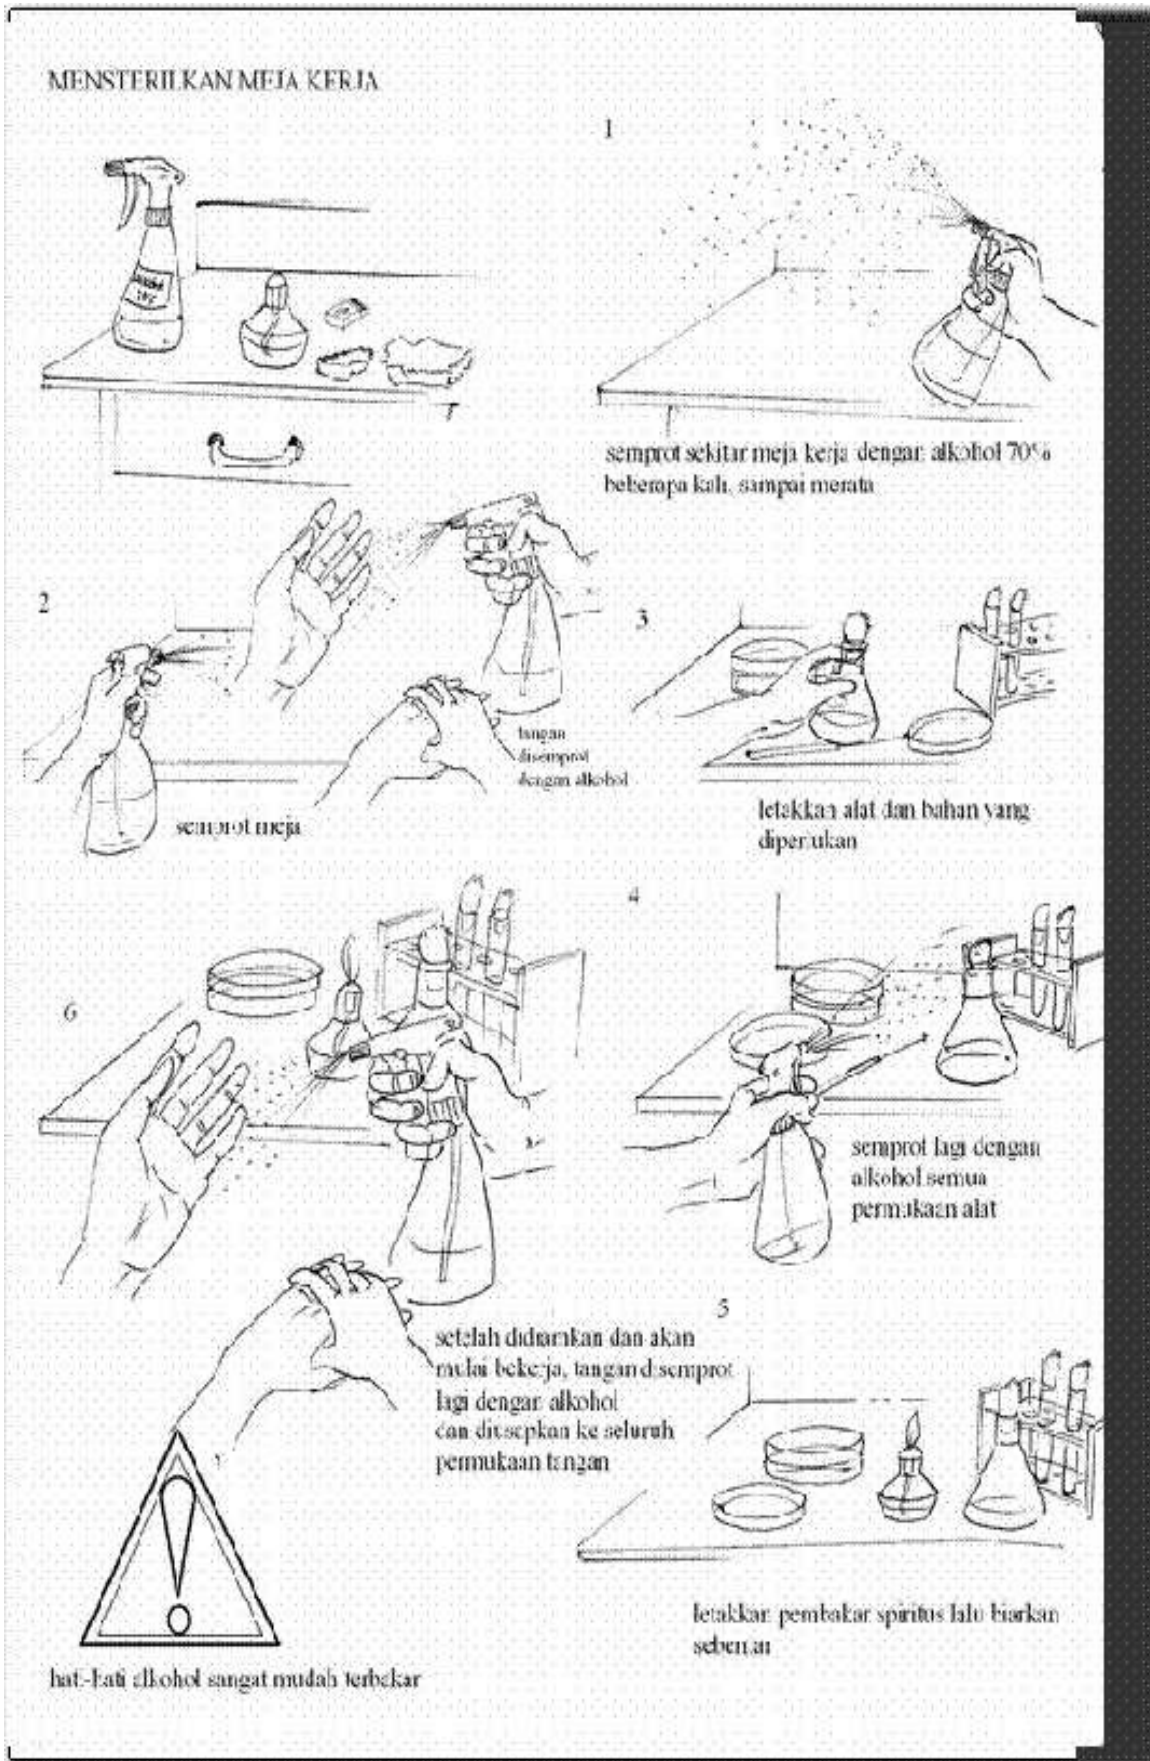 MENSTERILKAN MEJA KERJA
1
semprot sekitar meja kerja dengan alkohol 70%
beberapa kali, sampai merata
2
semprot meja
tangan
disemprot
dengan alkohol
3
letakkan alat dan bahan yang
diperlukan
4
semprot lagi dengan
alkohol semua
permukaan alat
5
letakkan pembakar spiritus lalu biarkan
sebentar
6
setelah didiamkan dan akan
mulai bekerja, tangan disemprot
lagi dengan alkohol
dan diusapkan ke seluruh
permukaan tangan
hati-hati alkohol sangat mudah terbakar